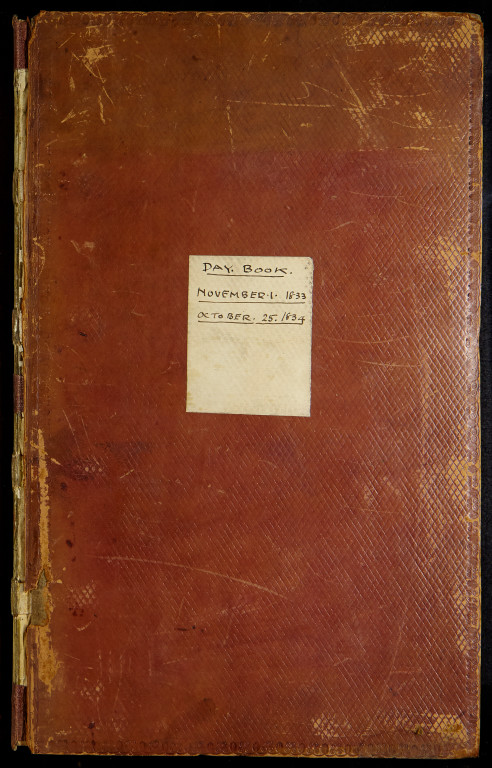 DAY. BOOK.
NOVEMBER.1. 1833
OCTOBER. 25. 1834